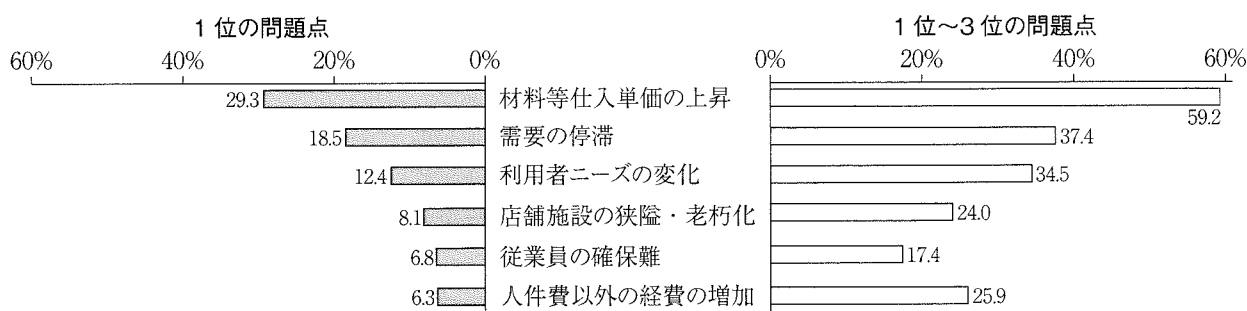 1位の問題点 1位～3位の問題点
60% 40% 20% 0% 0% 20% 40% 60%
29.3 材料等仕入単価の上昇 59.2
18.5 需要の停滞 37.4
12.4 利用者ニーズの変化 34.5
8.1 店舗施設の狭隘・老朽化 24.0
6.8 従業員の確保難 17.4
6.3 人件費以外の経費の増加 25.9